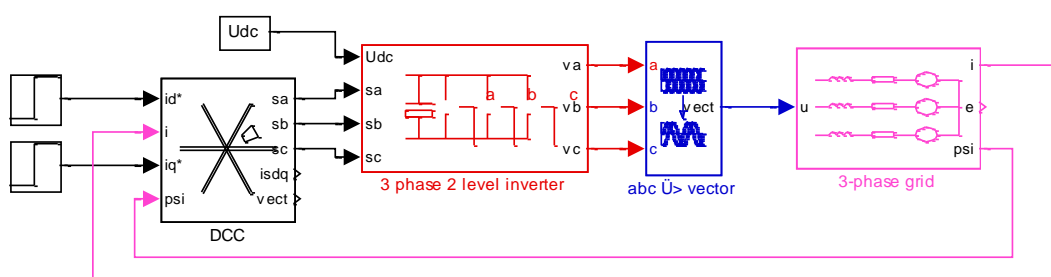 Udc
id*
i
iq*
psi
sa
sb
sc
isdq
vect
DCC
Udc
sa
sb
sc
a b c
va
vb
vc
3 phase 2 level inverter
a
b
c
vect
abc Ü> vector
u
i
e
psi
3-phase grid